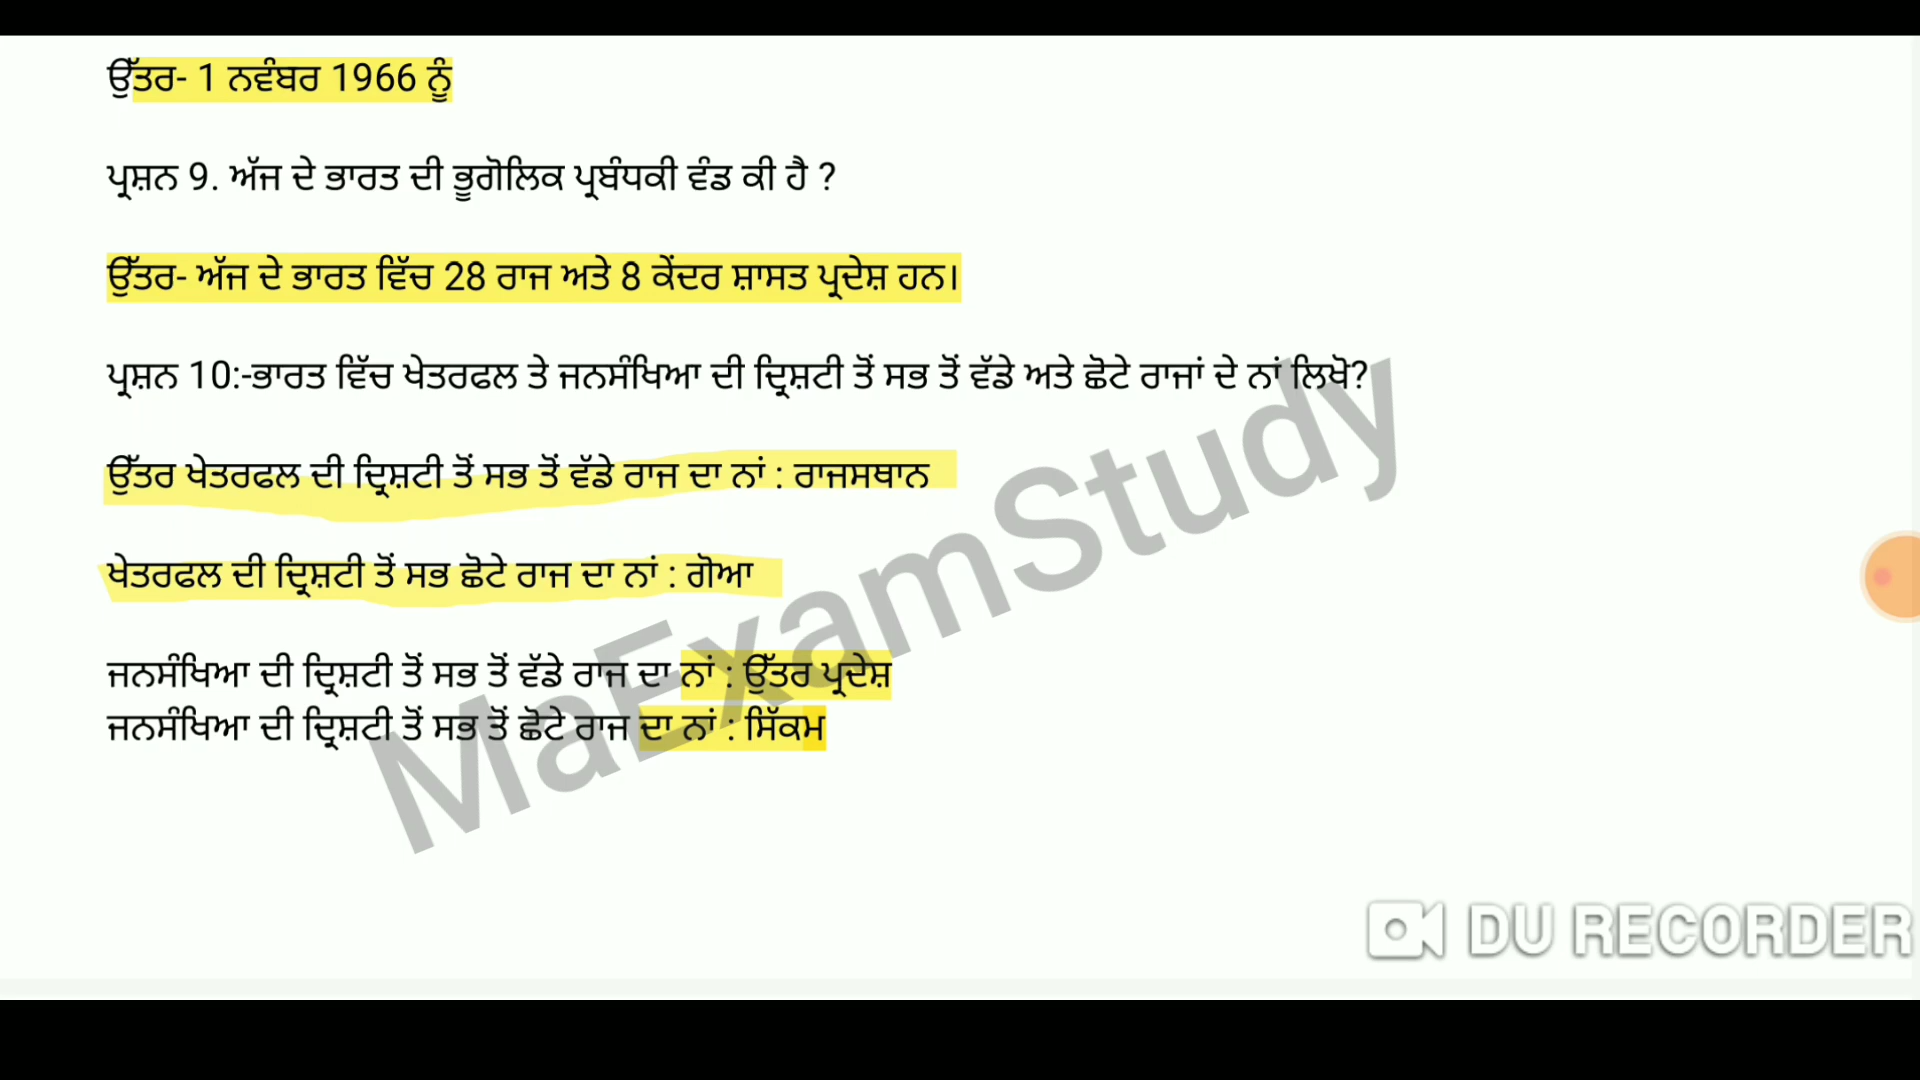 ਉੱਤਰ- 1 ਨਵੰਬਰ 1966 ਨੂੰ
ਪ੍ਰਸ਼ਨ 9. ਅੱਜ ਦੇ ਭਾਰਤ ਦੀ ਭੂਗੋਲਿਕ ਪ੍ਰਬੰਧਕੀ ਵੰਡ ਕੀ ਹੈ ?
ਉੱਤਰ- ਅੱਜ ਦੇ ਭਾਰਤ ਵਿੱਚ 28 ਰਾਜ ਅਤੇ 8 ਕੇਂਦਰ ਸ਼ਾਸਤ ਪ੍ਰਦੇਸ਼ ਹਨ।
ਪ੍ਰਸ਼ਨ 10:-ਭਾਰਤ ਵਿੱਚ ਖੇਤਰਫਲ ਤੇ ਜਨਸੰਖਿਆ ਦੀ ਦ੍ਰਿਸ਼ਟੀ ਤੋਂ ਸਭ ਤੋਂ ਵੱਡੇ ਅਤੇ ਛੋਟੇ ਰਾਜਾਂ ਦੇ ਨਾਂ ਲਿਖੋ?
ਉੱਤਰ ਖੇਤਰਫਲ ਦੀ ਦ੍ਰਿਸ਼ਟੀ ਤੋਂ ਸਭ ਤੋਂ ਵੱਡੇ ਰਾਜ ਦਾ ਨਾਂ : ਰਾਜਸਥਾਨ
ਖੇਤਰਫਲ ਦੀ ਦ੍ਰਿਸ਼ਟੀ ਤੋਂ ਸਭ ਛੋਟੇ ਰਾਜ ਦਾ ਨਾਂ : ਗੋਆ
ਜਨਸੰਖਿਆ ਦੀ ਦ੍ਰਿਸ਼ਟੀ ਤੋਂ ਸਭ ਤੋਂ ਵੱਡੇ ਰਾਜ ਦਾ ਨਾਂ : ਉੱਤਰ ਪ੍ਰਦੇਸ਼
ਜਨਸੰਖਿਆ ਦੀ ਦ੍ਰਿਸ਼ਟੀ ਤੋਂ ਸਭ ਤੋਂ ਛੋਟੇ ਰਾਜ ਦਾ ਨਾਂ : ਸਿੱਕਮ
MaExamStudy
DU RECORDER